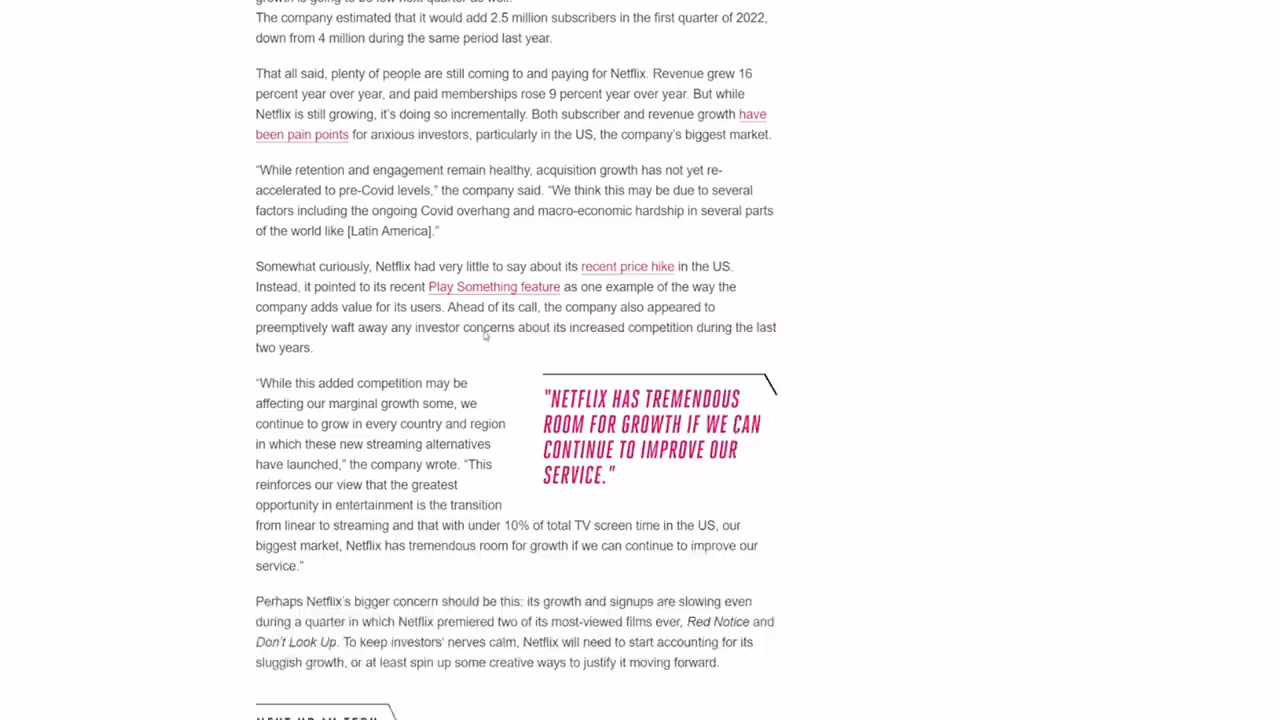 growth is going to be low next quarter as well.
The company estimated that it would add 2.5 million subscribers in the first quarter of 2022,
down from 4 million during the same period last year.
That all said, plenty of people are still coming to and paying for Netflix. Revenue grew 16
percent year over year, and paid memberships rose 9 percent year over year. But while
Netflix is still growing, it’s doing so incrementally. Both subscriber and revenue growth have
been pain points for anxious investors, particularly in the US, the company’s biggest market.
“While retention and engagement remain healthy, acquisition growth has not yet re-
accelerated to pre-Covid levels,” the company said. “We think this may be due to several
factors including the ongoing Covid overhang and macro-economic hardship in several parts
of the world like [Latin America].”
Somewhat curiously, Netflix had very little to say about its recent price hike in the US.
Instead, it pointed to its recent Play Something feature as one example of the way the
company adds value for its users. Ahead of its call, the company also appeared to
preemptively waft away any investor concerns about its increased competition during the last
two years.
“While this added competition may be
affecting our marginal growth some, we
continue to grow in every country and region
in which these new streaming alternatives
have launched,” the company wrote. “This
reinforces our view that the greatest
opportunity in entertainment is the transition
from linear to streaming and that with under 10% of total TV screen time in the US, our
biggest market, Netflix has tremendous room for growth if we can continue to improve our
service.”
"NETFLIX HAS TREMENDOUS
ROOM FOR GROWTH IF WE CAN
CONTINUE TO IMPROVE OUR
SERVICE."
Perhaps Netflix’s bigger concern should be this: its growth and signups are slowing even
during a quarter in which Netflix premiered two of its most-viewed films ever, Red Notice and
Don’t Look Up. To keep investors’ nerves calm, Netflix will need to start accounting for its
sluggish growth, or at least spin up some creative ways to justify it moving forward.
NEXT UP IN TECH